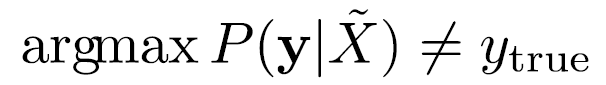 argmax P(𝐲|X̃) ≠ y_true